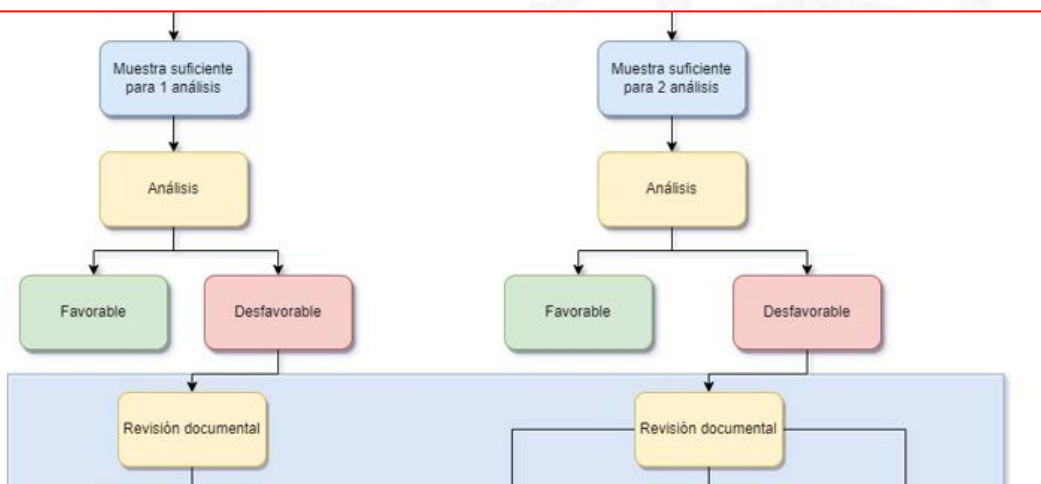 Muestra suficiente
para 1 análisis
Muestra suficiente
para 2 análisis
Análisis
Análisis
Favorable
Desfavorable
Favorable
Desfavorable
Revisión documental
Revisión documental